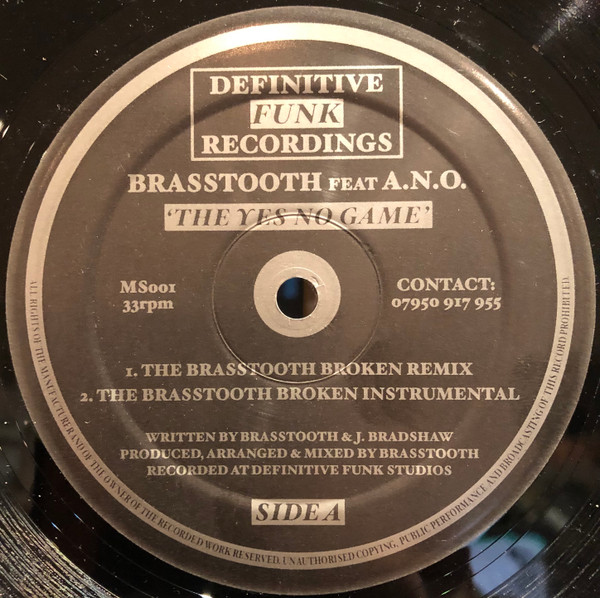 DEFINITIVE
FUNK
RECORDINGS
BRASSTOOTH FEAT A.N.O.
'THE YES NO GAME'
MS001
33rpm
CONTACT:
07950 917 955
1. THE BRASSTOOTH BROKEN REMIX
2. THE BRASSTOOTH BROKEN INSTRUMENTAL
WRITTEN BY BRASSTOOTH & J. BRADSHAW
PRODUCED, ARRANGED & MIXED BY BRASSTOOTH
RECORDED AT DEFINITIVE FUNK STUDIOS
SIDE A
ALL RIGHTS OF THE MANUFACTURER AND OF THE OWNER OF THE RECORDED WORK RESERVED. UNAUTHORISED COPYING, PUBLIC PERFORMANCE AND BROADCASTING OF THIS RECORD PROHIBITED.